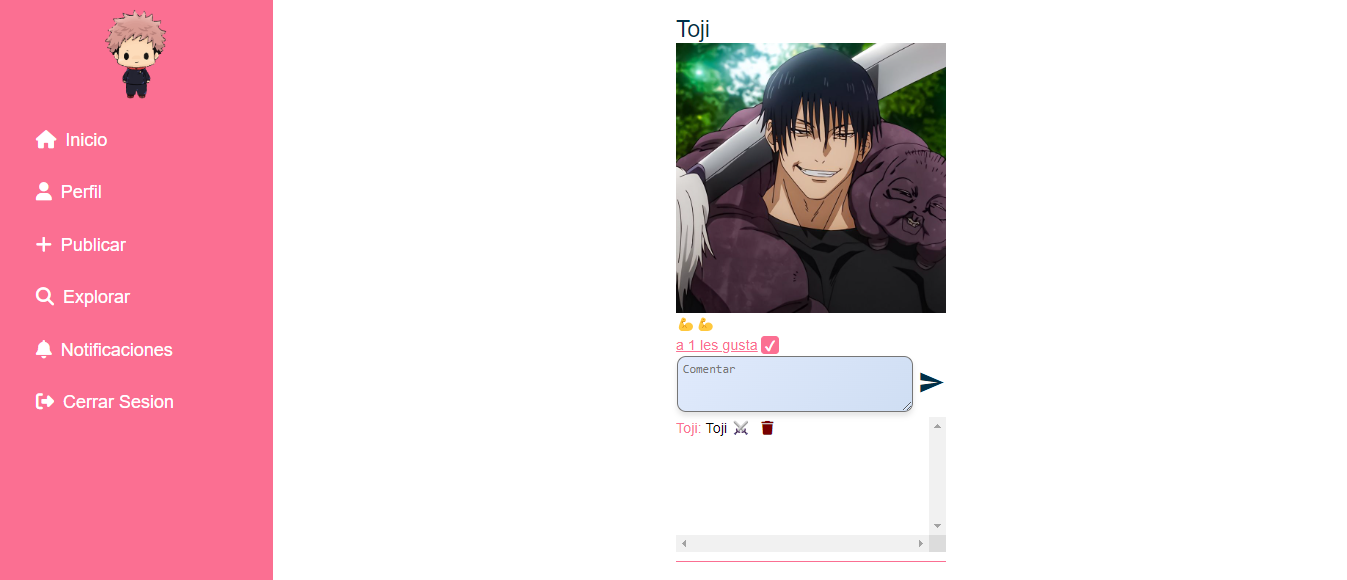 Inicio
Perfil
Publicar
Explorar
Notificaciones
Cerrar Sesion
Toji
💪💪
a 1 les gusta ✓
Comentar
Toji: Toji ⚔️